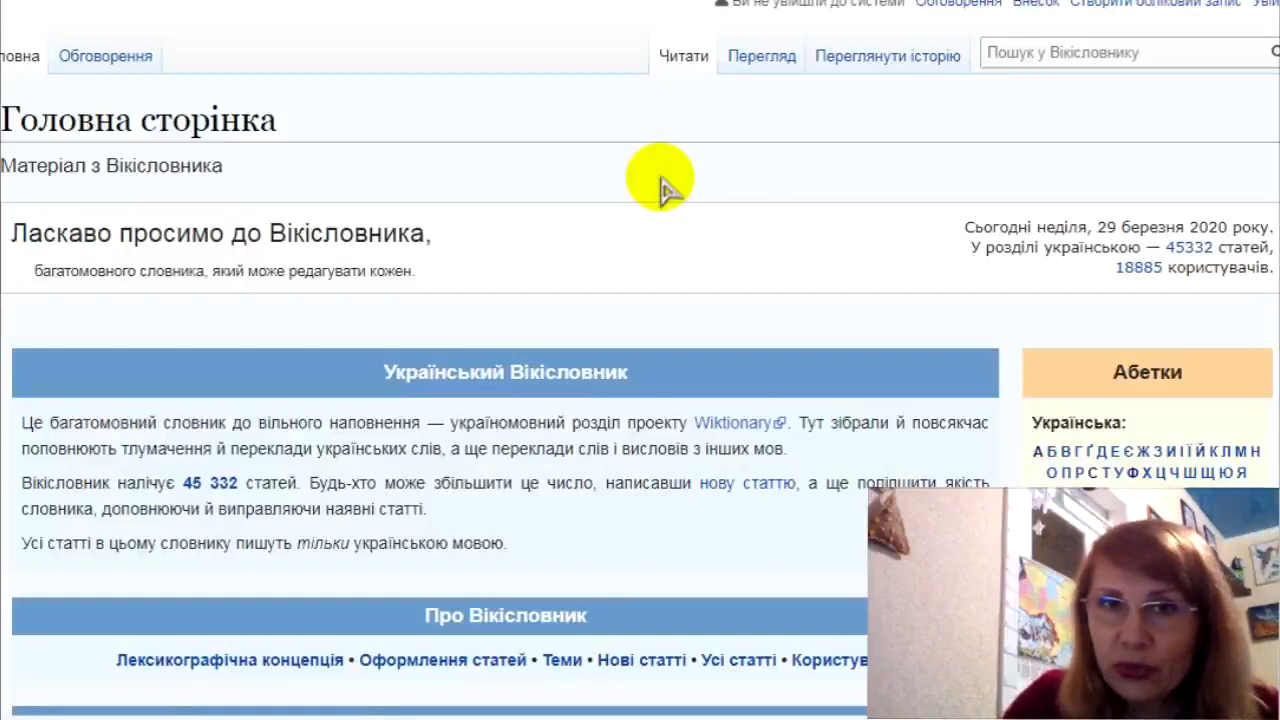 Ви не увійшли до системи Обговорення Внесок Створити обліковий запис
Обговорення Читати Перегляд Переглянути історію Пошук у Вікісловнику
Головна сторінка
Матеріал з Вікісловника
Ласкаво просимо до Вікісловника,
багатомовного словника, який може редагувати кожен.
Сьогодні неділя, 29 березня 2020 року.
У розділі українською — 45332 статей,
18885 користувачів.
Український Вікісловник
Це багатомовний словник до вільного наповнення — україномовний розділ проекту Wiktionary. Тут зібрали й повсякчас
поповнюють тлумачення й переклади українських слів, а ще переклади слів і висловів з інших мов.
Вікісловник налічує 45 332 статей. Будь-хто може збільшити це число, написавши нову статтю, а ще поліпшити якість
словника, доповнюючи й виправляючи наявні статті.
Усі статті в цьому словнику пишуть тільки українською мовою.
Абетки
Українська:
А Б В Г Ґ Д Е Є Ж З И І Ї Й К Л М Н
О П Р С Т У Ф Х Ц Ч Ш Щ Ю Я
Про Вікісловник
Лексикографічна концепція • Оформлення статей • Теми • Нові статті • Усі статті •